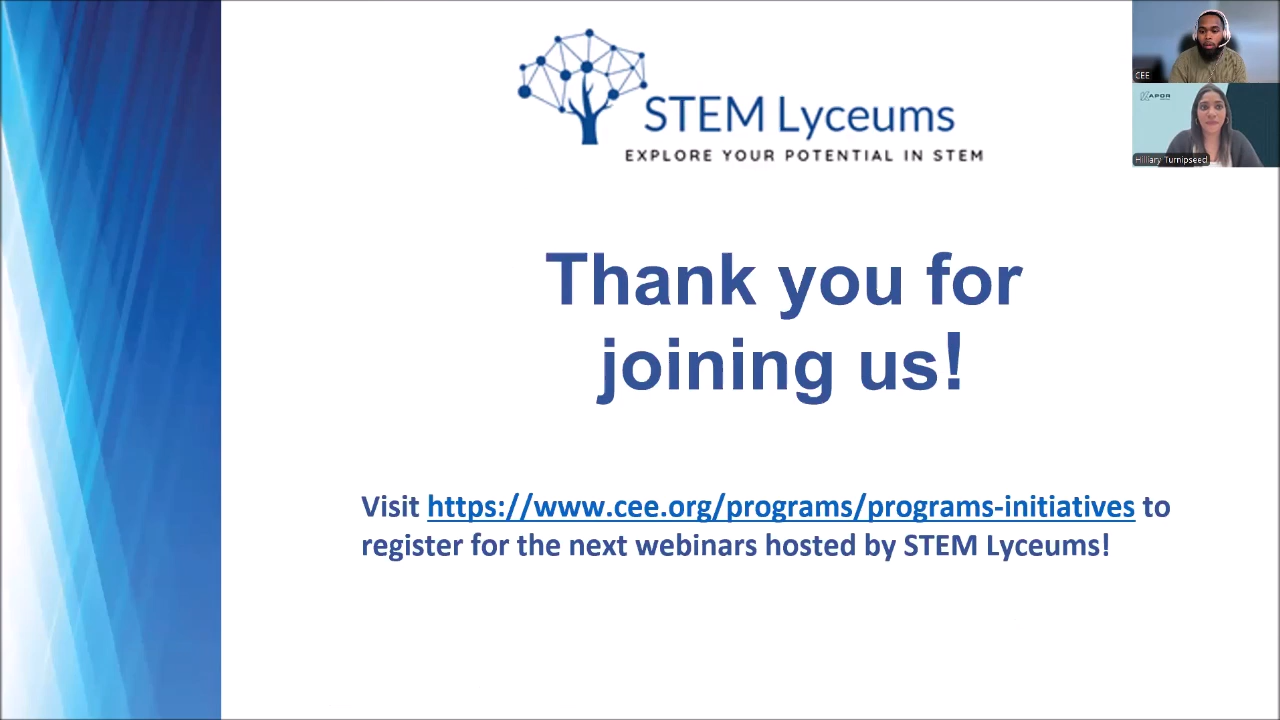 STEM Lyceums
EXPLORE YOUR POTENTIAL IN STEM
CEE
Hilliary Turnipseed
Thank you for
joining us!
Visit https://www.cee.org/programs/programs-initiatives to
register for the next webinars hosted by STEM Lyceums!